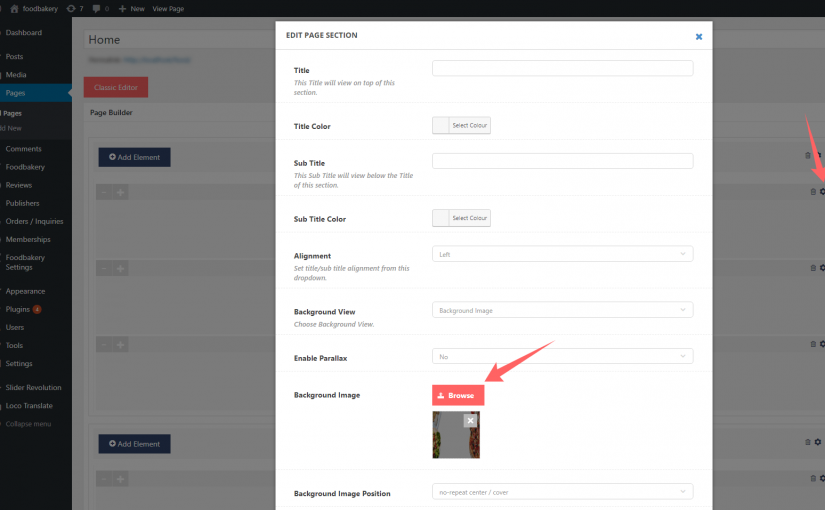 foodbakery 7 0 New View Page
Dashboard
Posts
Media
Pages
Pages
Add New
Comments
Foodbakery
Reviews
Publishers
Orders / Inquiries
Memberships
Foodbakery
Settings
Appearance
Plugins 4
Users
Tools
Settings
Slider Revolution
Loco Translate
Collapse menu
Home
Classic Editor
Page Builder
Add Element
Add Element
EDIT PAGE SECTION
Title
This Title will view on top of this
section.
Title Color
Select Colour
Sub Title
This Sub Title will view below the Title
of this section.
Sub Title Color
Select Colour
Alignment
Left
Set title/sub title alignment from this
dropdown.
Background View
Background Image
Choose Background View.
Enable Parallax
No
Background Image
Browse
Background Image Position
no-repeat center / cover